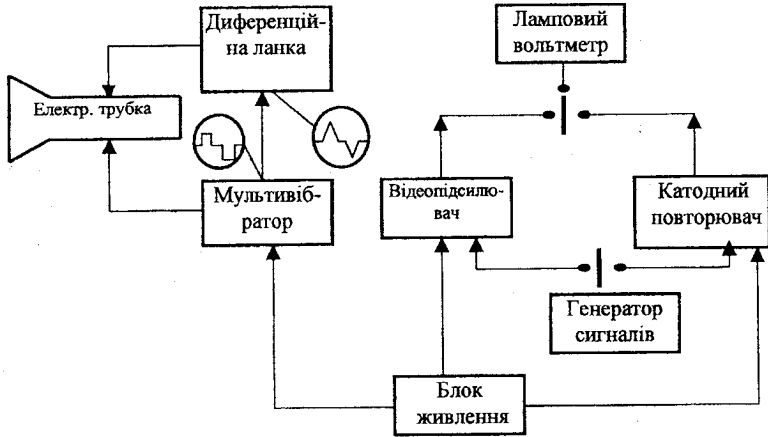 Диференцій-
на ланка
Ламповий
вольтметр
Електр. трубка
Мультивіб-
ратор
Відеопідсилю-
вач
Катодний
повторювач
Генератор
сигналів
Блок
живлення